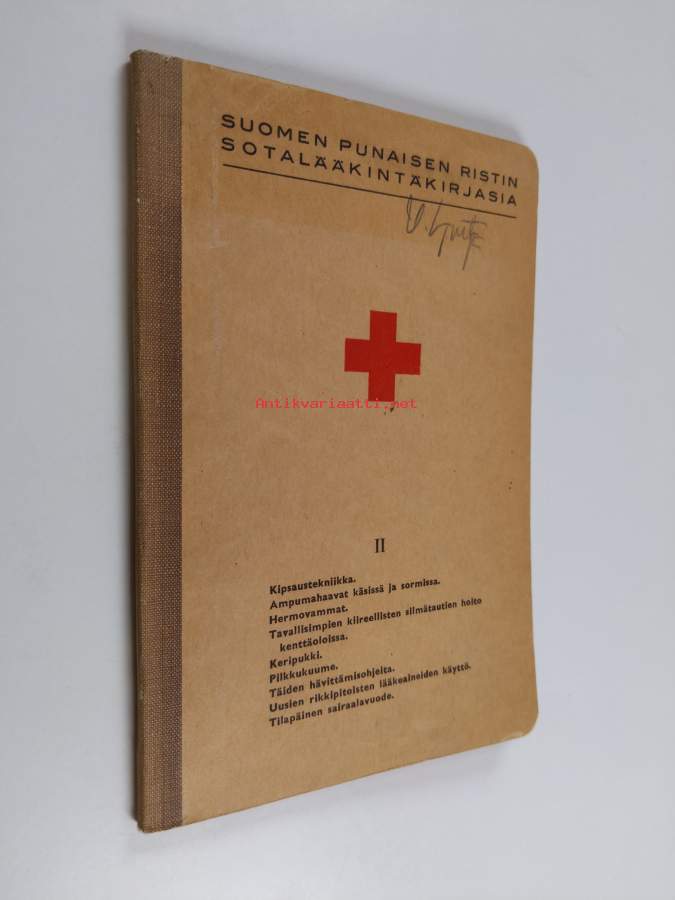 SUOMEN PUNAISEN RISTIN
SOTALÄÄKINTÄKIRJASIA
Antikvariaatti.net
II
Kipsaustekniikka.
Ampumahaavat käsissä ja sormissa.
Hermovammat.
Tavallisimpien kiireellisten silmätautien hoito
kenttäoloissa.
Keripukki.
Pilkkukuume.
Täiden hävittämisohjeita.
Uusien rikkipitoisten lääkeaineiden käyttö.
Tilapäinen sairaalavuode.